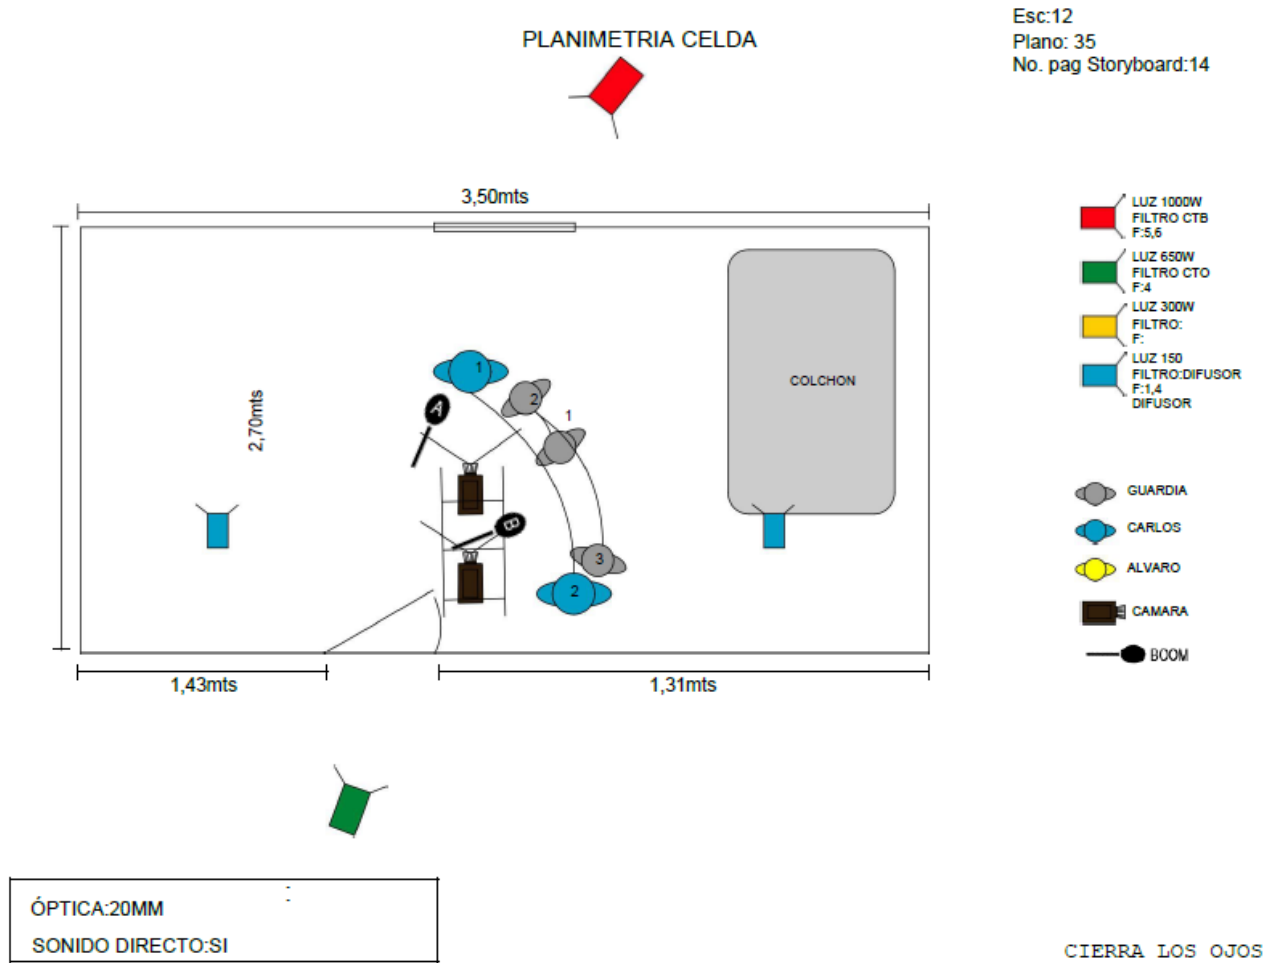 Esc:12
Plano: 35
No. pag Storyboard:14
PLANIMETRIA CELDA
3,50mts
LUZ 1000W
FILTRO CTB
F:5,6
LUZ 650W
FILTRO CTO
F:4
LUZ 300W
FILTRO:
F:
LUZ 150
FILTRO:DIFUSOR
F:1,4
DIFUSOR
1
2
1
A
COLCHON
2,70mts
B
3
2
GUARDIA
CARLOS
ALVARO
CAMARA
BOOM
1,43mts
1,31mts
:
ÓPTICA:20MM
SONIDO DIRECTO:SI
CIERRA LOS OJOS